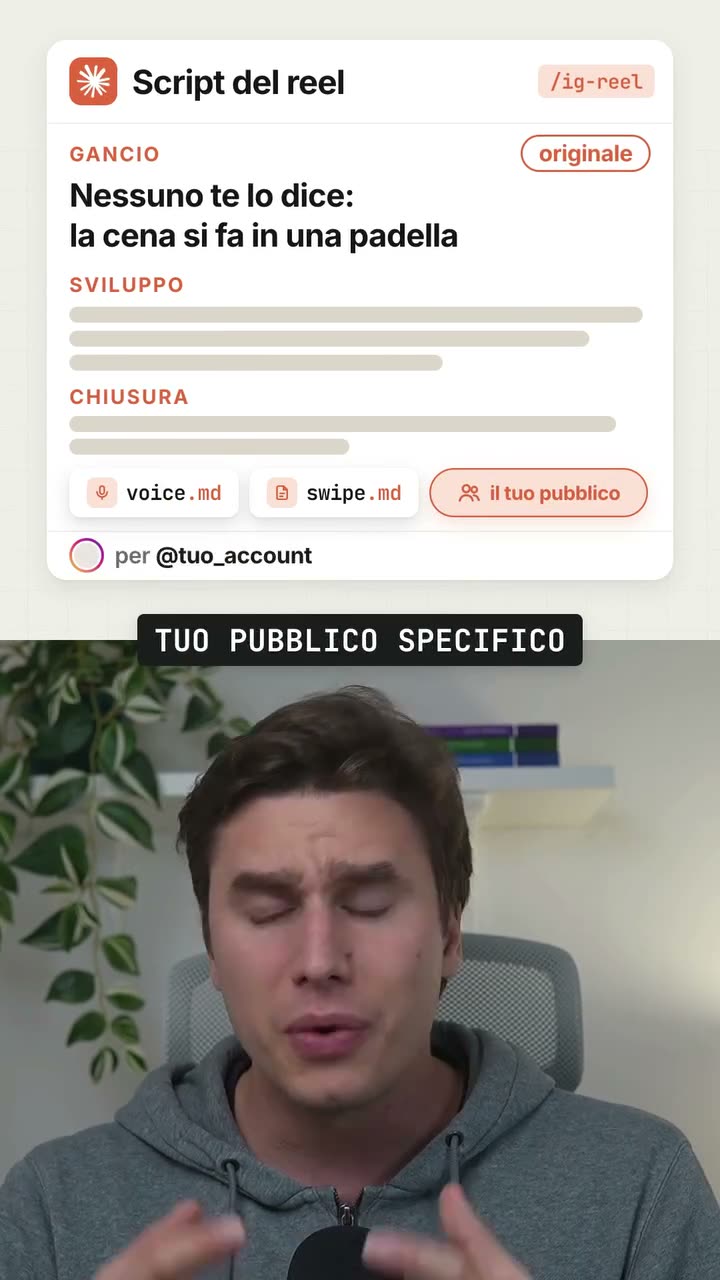 Script del reel
/ig-reel
GANCIO
originale
Nessuno te lo dice:
la cena si fa in una padella
SVILUPPO
CHIUSURA
voice.md
swipe.md
il tuo pubblico
per @tuo_account
TUO PUBBLICO SPECIFICO